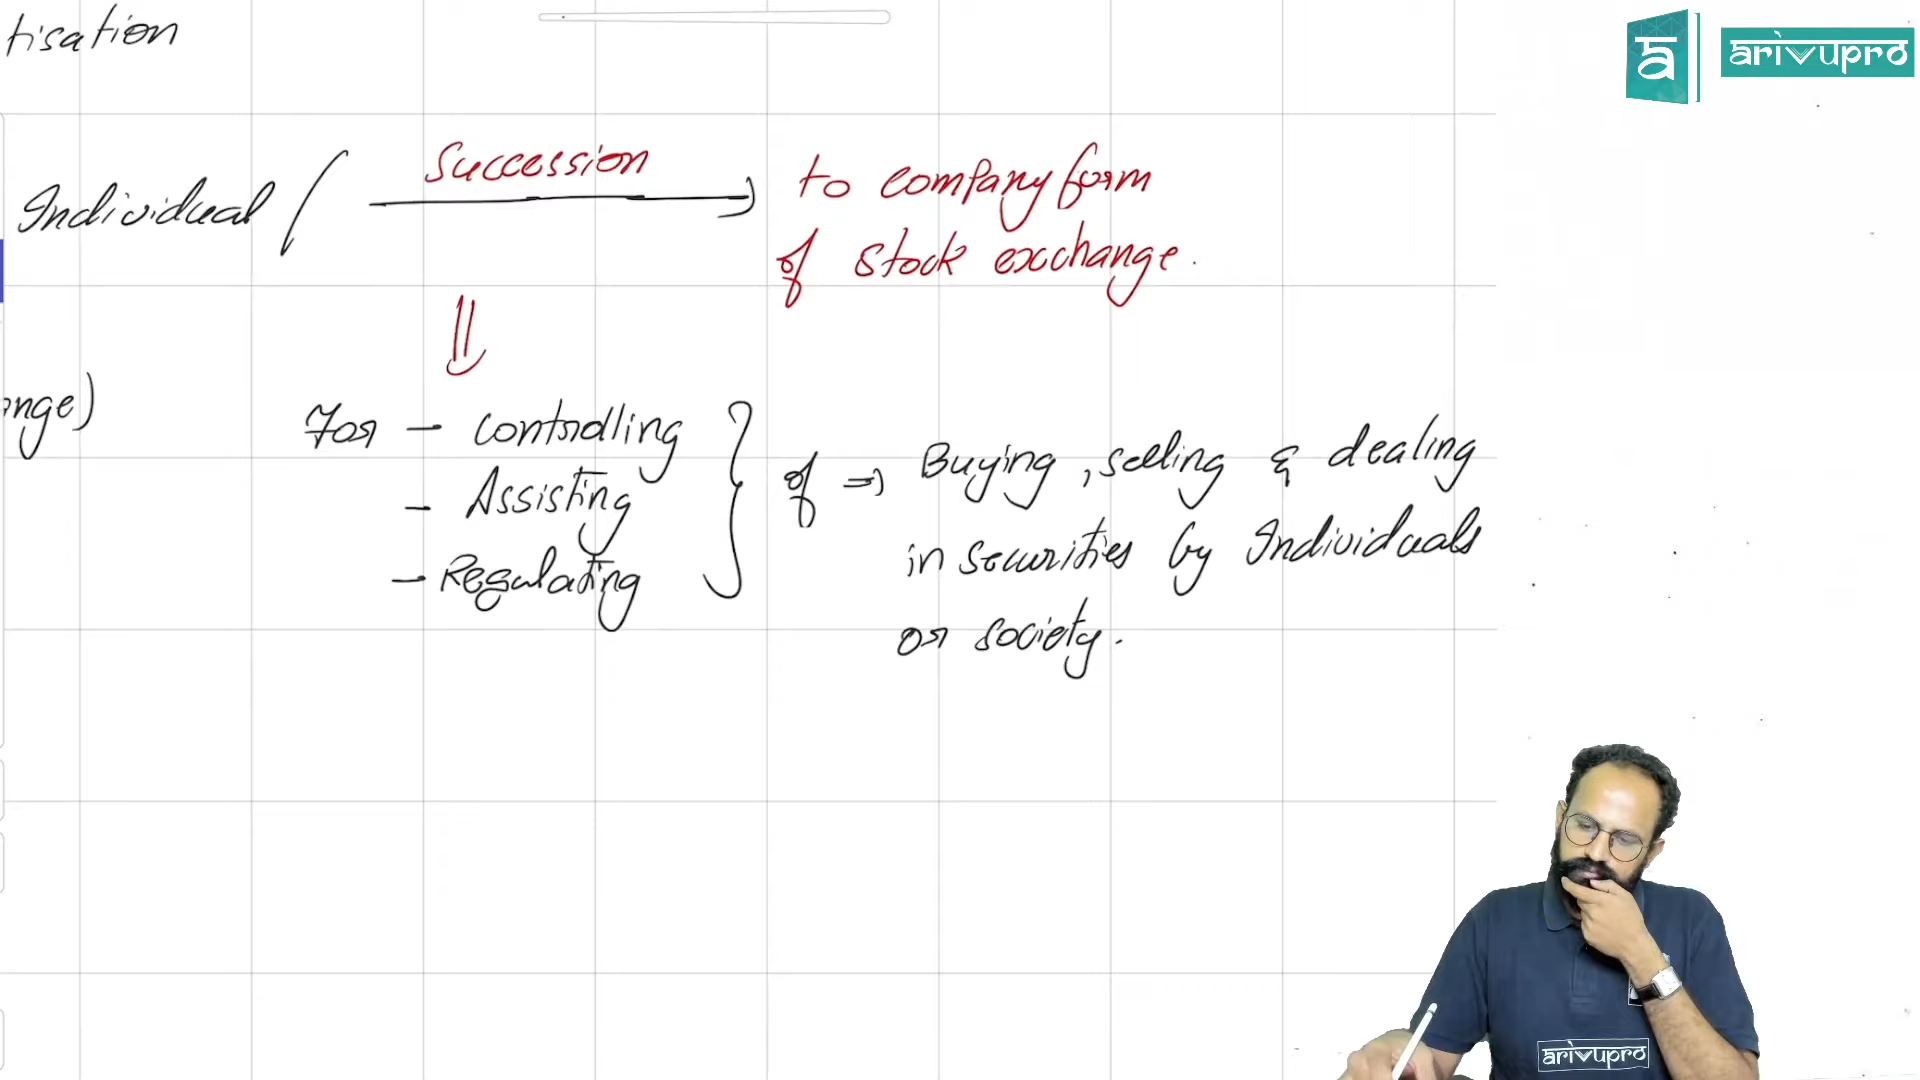 tisation
arivupro
Individual / Succession to company form
of stock exchange.
For - controlling
- Assisting
- Regulating
of => Buying, selling & dealing
in securities by Individuals
or society.
arivupro